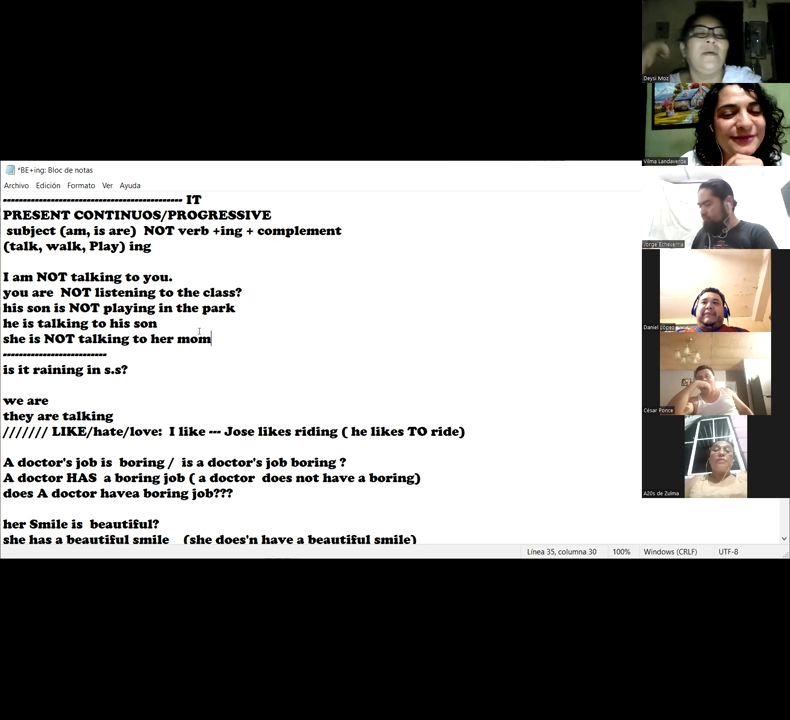 *BE+ing: Bloc de notas
Archivo Edición Formato Ver Ayuda
---------------------------------------------- IT
PRESENT CONTINUOS/PROGRESSIVE
subject (am, is are) NOT verb +ing + complement
(talk, walk, Play) ing
I am NOT talking to you.
you are NOT listening to the class?
his son is NOT playing in the park
he is talking to his son
she is NOT talking to her mom
--------------------------
is it raining in s.s?
we are
they are talking
/////// LIKE/hate/love: I like --- Jose likes riding ( he likes TO ride)
A doctor's job is boring / is a doctor's job boring ?
A doctor HAS a boring job ( a doctor does not have a boring)
does A doctor havea boring job???
her Smile is beautiful?
she has a beautiful smile (she does'n have a beautiful smile)
Línea 35, columna 30 100% Windows (CRLF) UTF-8
Deysi Moz
Vilma Landaverde
Jorge Echeverria
Daniel López
César Ponce
A20s de Zulma